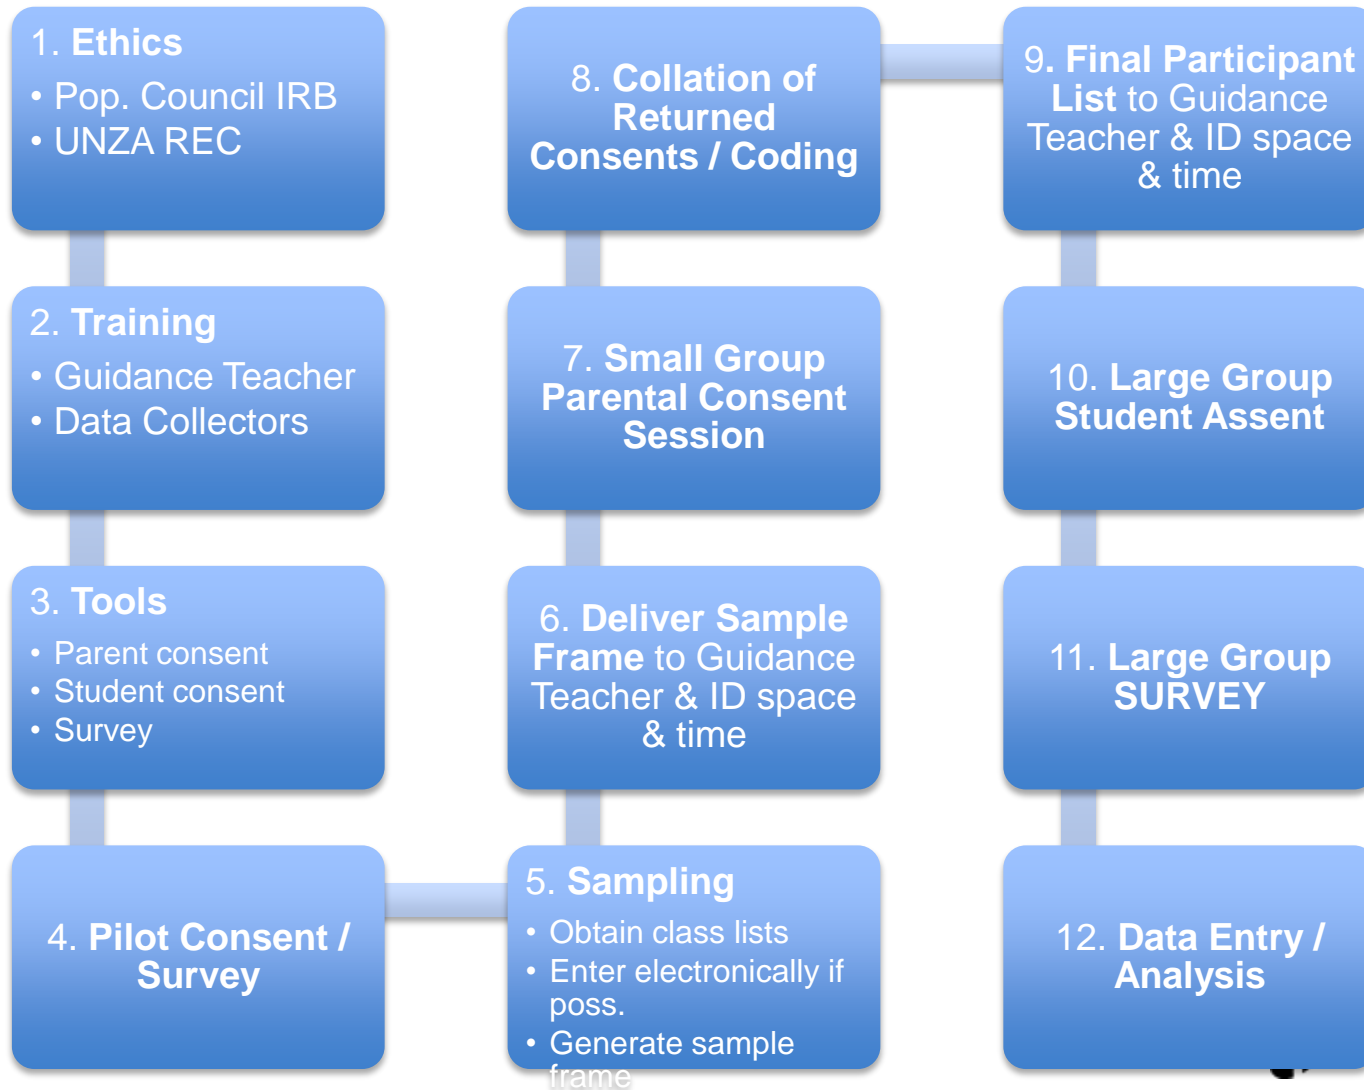 1. Ethics
• Pop. Council IRB
• UNZA REC
2. Training
• Guidance Teacher
• Data Collectors
3. Tools
• Parent consent
• Student consent
• Survey
4. Pilot Consent /
Survey
5. Sampling
• Obtain class lists
• Enter electronically if
poss.
• Generate sample
frame
6. Deliver Sample
Frame to Guidance
Teacher & ID space
& time
7. Small Group
Parental Consent
Session
8. Collation of
Returned
Consents / Coding
9. Final Participant
List to Guidance
Teacher & ID space
& time
10. Large Group
Student Assent
11. Large Group
SURVEY
12. Data Entry /
Analysis